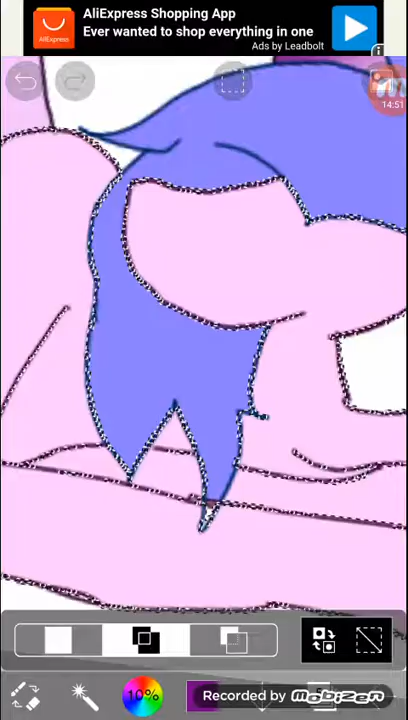 AliExpress Shopping App
Ever wanted to shop everything in one
Ads by Leadbolt
AliExpress
14:51
10%
Recorded by mobizen